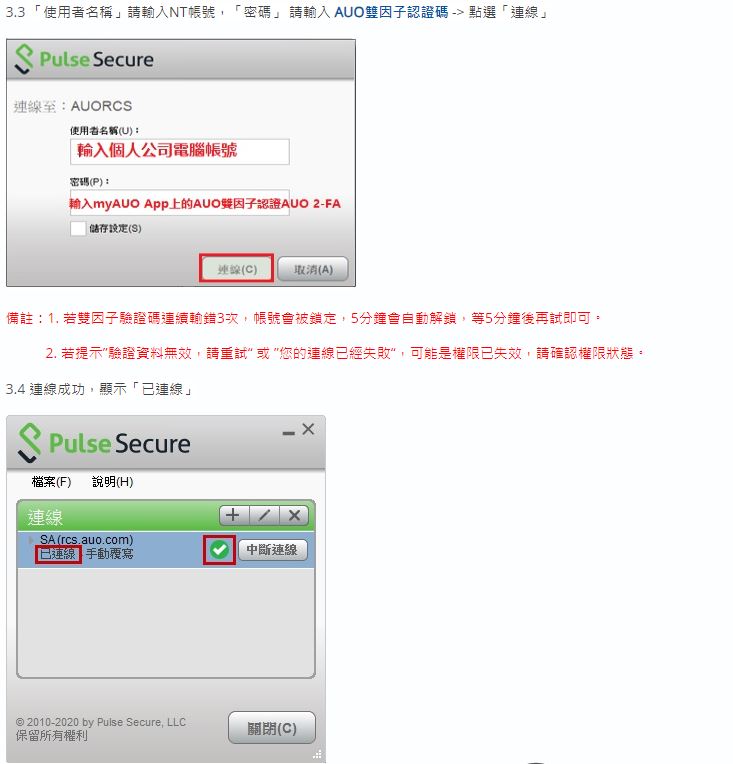 3.3 「使用者名稱」請輸入NT帳號，「密碼」 請輸入 AUO雙因子認證碼 -> 點選「連線」
Pulse Secure
連線至：AUORCS
使用者名稱(U)：
輸入個人公司電腦帳號
密碼(P)：
輸入myAUO App上的AUO雙因子認證AUO 2-FA
儲存設定(S)
連線(C) 取消(A)
備註：1. 若雙因子驗證碼連續輸錯3次，帳號會被鎖定，5分鐘會自動解鎖，等5分鐘後再試即可。
2. 若提示”驗證資料無效，請重試“ 或 ”您的連線已經失敗“，可能是權限已失效，請確認權限狀態。
3.4 連線成功，顯示「已連線」
Pulse Secure
檔案(F) 說明(H)
連線
SA(rcs.auo.com)
已連線 - 手動覆寫 中斷連線
© 2010-2020 by Pulse Secure, LLC
保留所有權利
關閉(C)